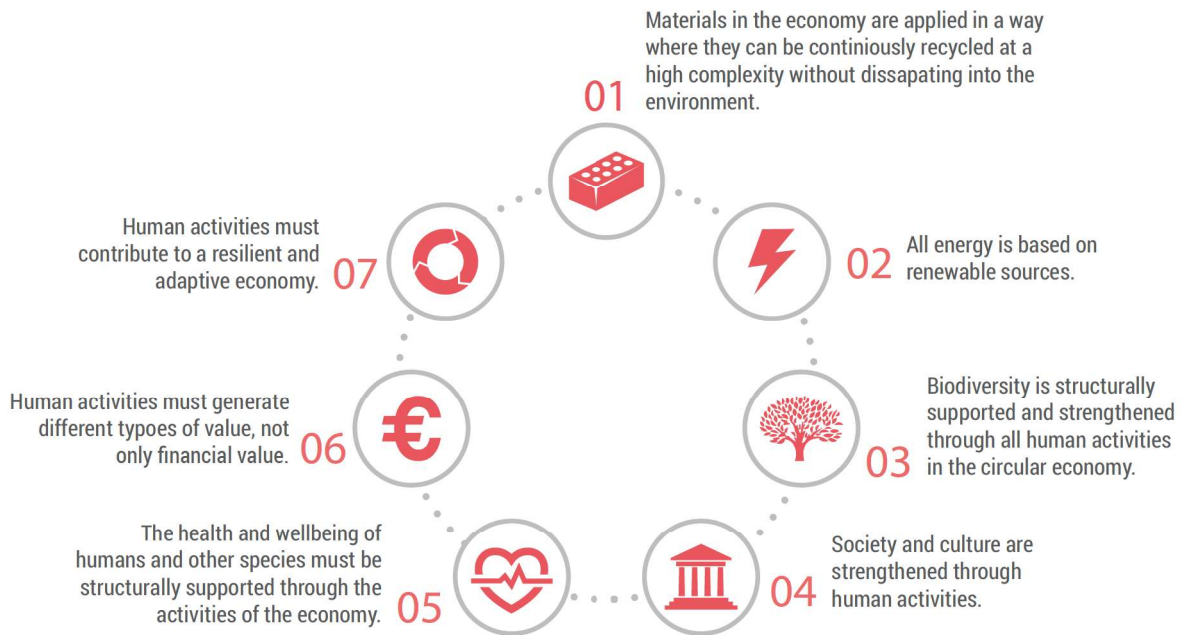 01
Materials in the economy are applied in a way
where they can be continiously recycled at a
high complexity without dissapating into the
environment.
02
All energy is based on
renewable sources.
03
Biodiversity is structurally
supported and strengthened
through all human activities
in the circular economy.
04
Society and culture are
strengthened through
human activities.
05
The health and wellbeing of
humans and other species must be
structurally supported through the
activities of the economy.
06
Human activities must generate
different typoes of value, not
only financial value.
€
07
Human activities must
contribute to a resilient and
adaptive economy.